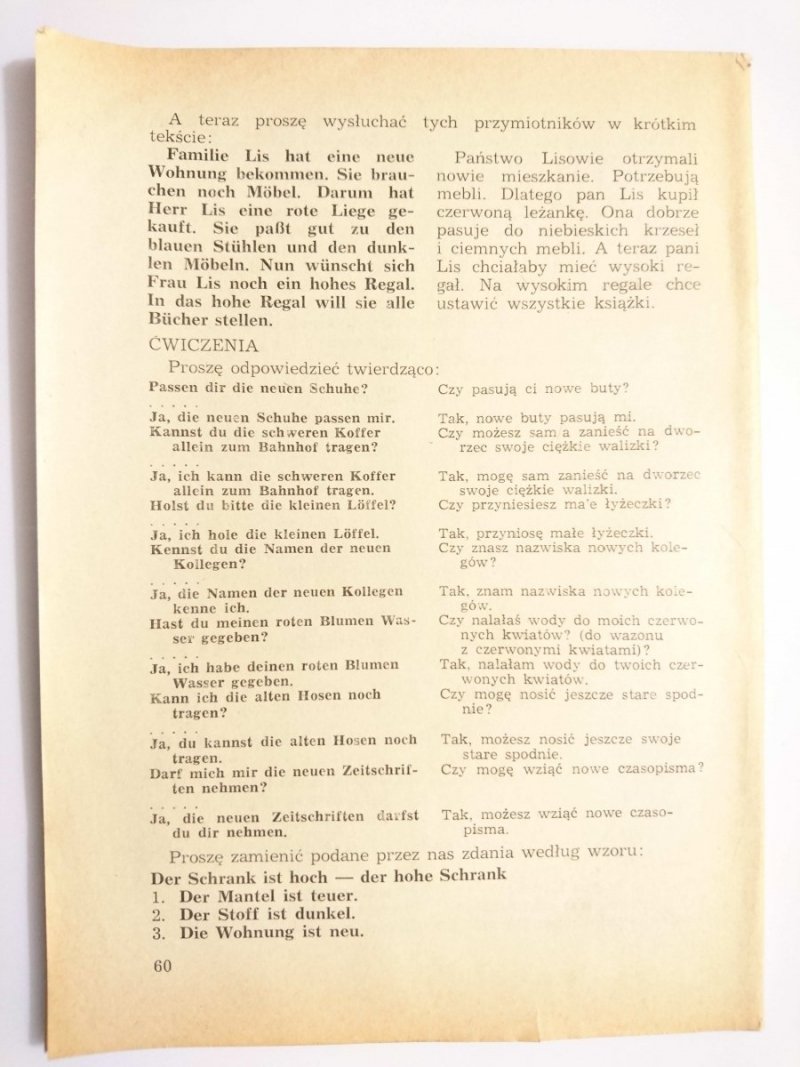 A teraz proszę wysłuchać tych przymiotników w krótkim
tekście:
Familie Lis hat eine neue
Wohnung bekommen. Sie brau-
chen noch Möbel. Darum hat
Herr Lis eine rote Liege ge-
kauft. Sie paßt gut zu den
blauen Stühlen und den dunk-
len Möbeln. Nun wünscht sich
Frau Lis noch ein hohes Regal.
In das hohe Regal will sie alle
Bücher stellen.
Państwo Lisowie otrzymali
nowie mieszkanie. Potrzebują
mebli. Dlatego pan Lis kupił
czerwoną leżankę. Ona dobrze
pasuje do niebieskich krzeseł
i ciemnych mebli. A teraz pani
Lis chciałaby mieć wysoki re-
gał. Na wysokim regale chce
ustawić wszystkie książki.
ĆWICZENIA
Proszę odpowiedzieć twierdząco:
Passen dir die neuen Schuhe?
. . . . .
Ja, die neuen Schuhe passen mir.
Kannst du die schweren Koffer
allein zum Bahnhof tragen?
. . . . .
Ja, ich kann die schweren Koffer
allein zum Bahnhof tragen.
Holst du bitte die kleinen Löffel?
. . . . .
Ja, ich hole die kleinen Löffel.
Kennst du die Namen der neuen
Kollegen?
. . . . .
Ja, die Namen der neuen Kollegen
kenne ich.
Hast du meinen roten Blumen Was-
ser gegeben?
. . . . .
Ja, ich habe deinen roten Blumen
Wasser gegeben.
Kann ich die alten Hosen noch
tragen?
. . . . .
Ja, du kannst die alten Hosen noch
tragen.
Darf mich mir die neuen Zeitschrif-
ten nehmen?
. . . . .
Ja, die neuen Zeitschriften darfst
du dir nehmen.
Czy pasują ci nowe buty?
Tak, nowe buty pasują mi.
Czy możesz sam a zanieść na dwo-
rzec swoje ciężkie walizki?
Tak, mogę sam zanieść na dworzec
swoje ciężkie walizki.
Czy przyniesiesz ma'e łyżeczki?
Tak, przyniosę małe łyżeczki.
Czy znasz nazwiska nowych kole-
gów?
Tak, znam nazwiska nowych kole-
gów.
Czy nalałaś wody do moich czerwo-
nych kwiatów? (do wazonu
z czerwonymi kwiatami)?
Tak, nalałam wody do twoich czer-
wonych kwiatów.
Czy mogę nosić jeszcze stare spod-
nie?
Tak, możesz nosić jeszcze swoje
stare spodnie.
Czy mogę wziąć nowe czasopisma?
Tak, możesz wziąć nowe czaso-
pisma.
Proszę zamienić podane przez nas zdania według wzoru:
Der Schrank ist hoch — der hohe Schrank
1. Der Mantel ist teuer.
2. Der Stoff ist dunkel.
3. Die Wohnung ist neu.
60